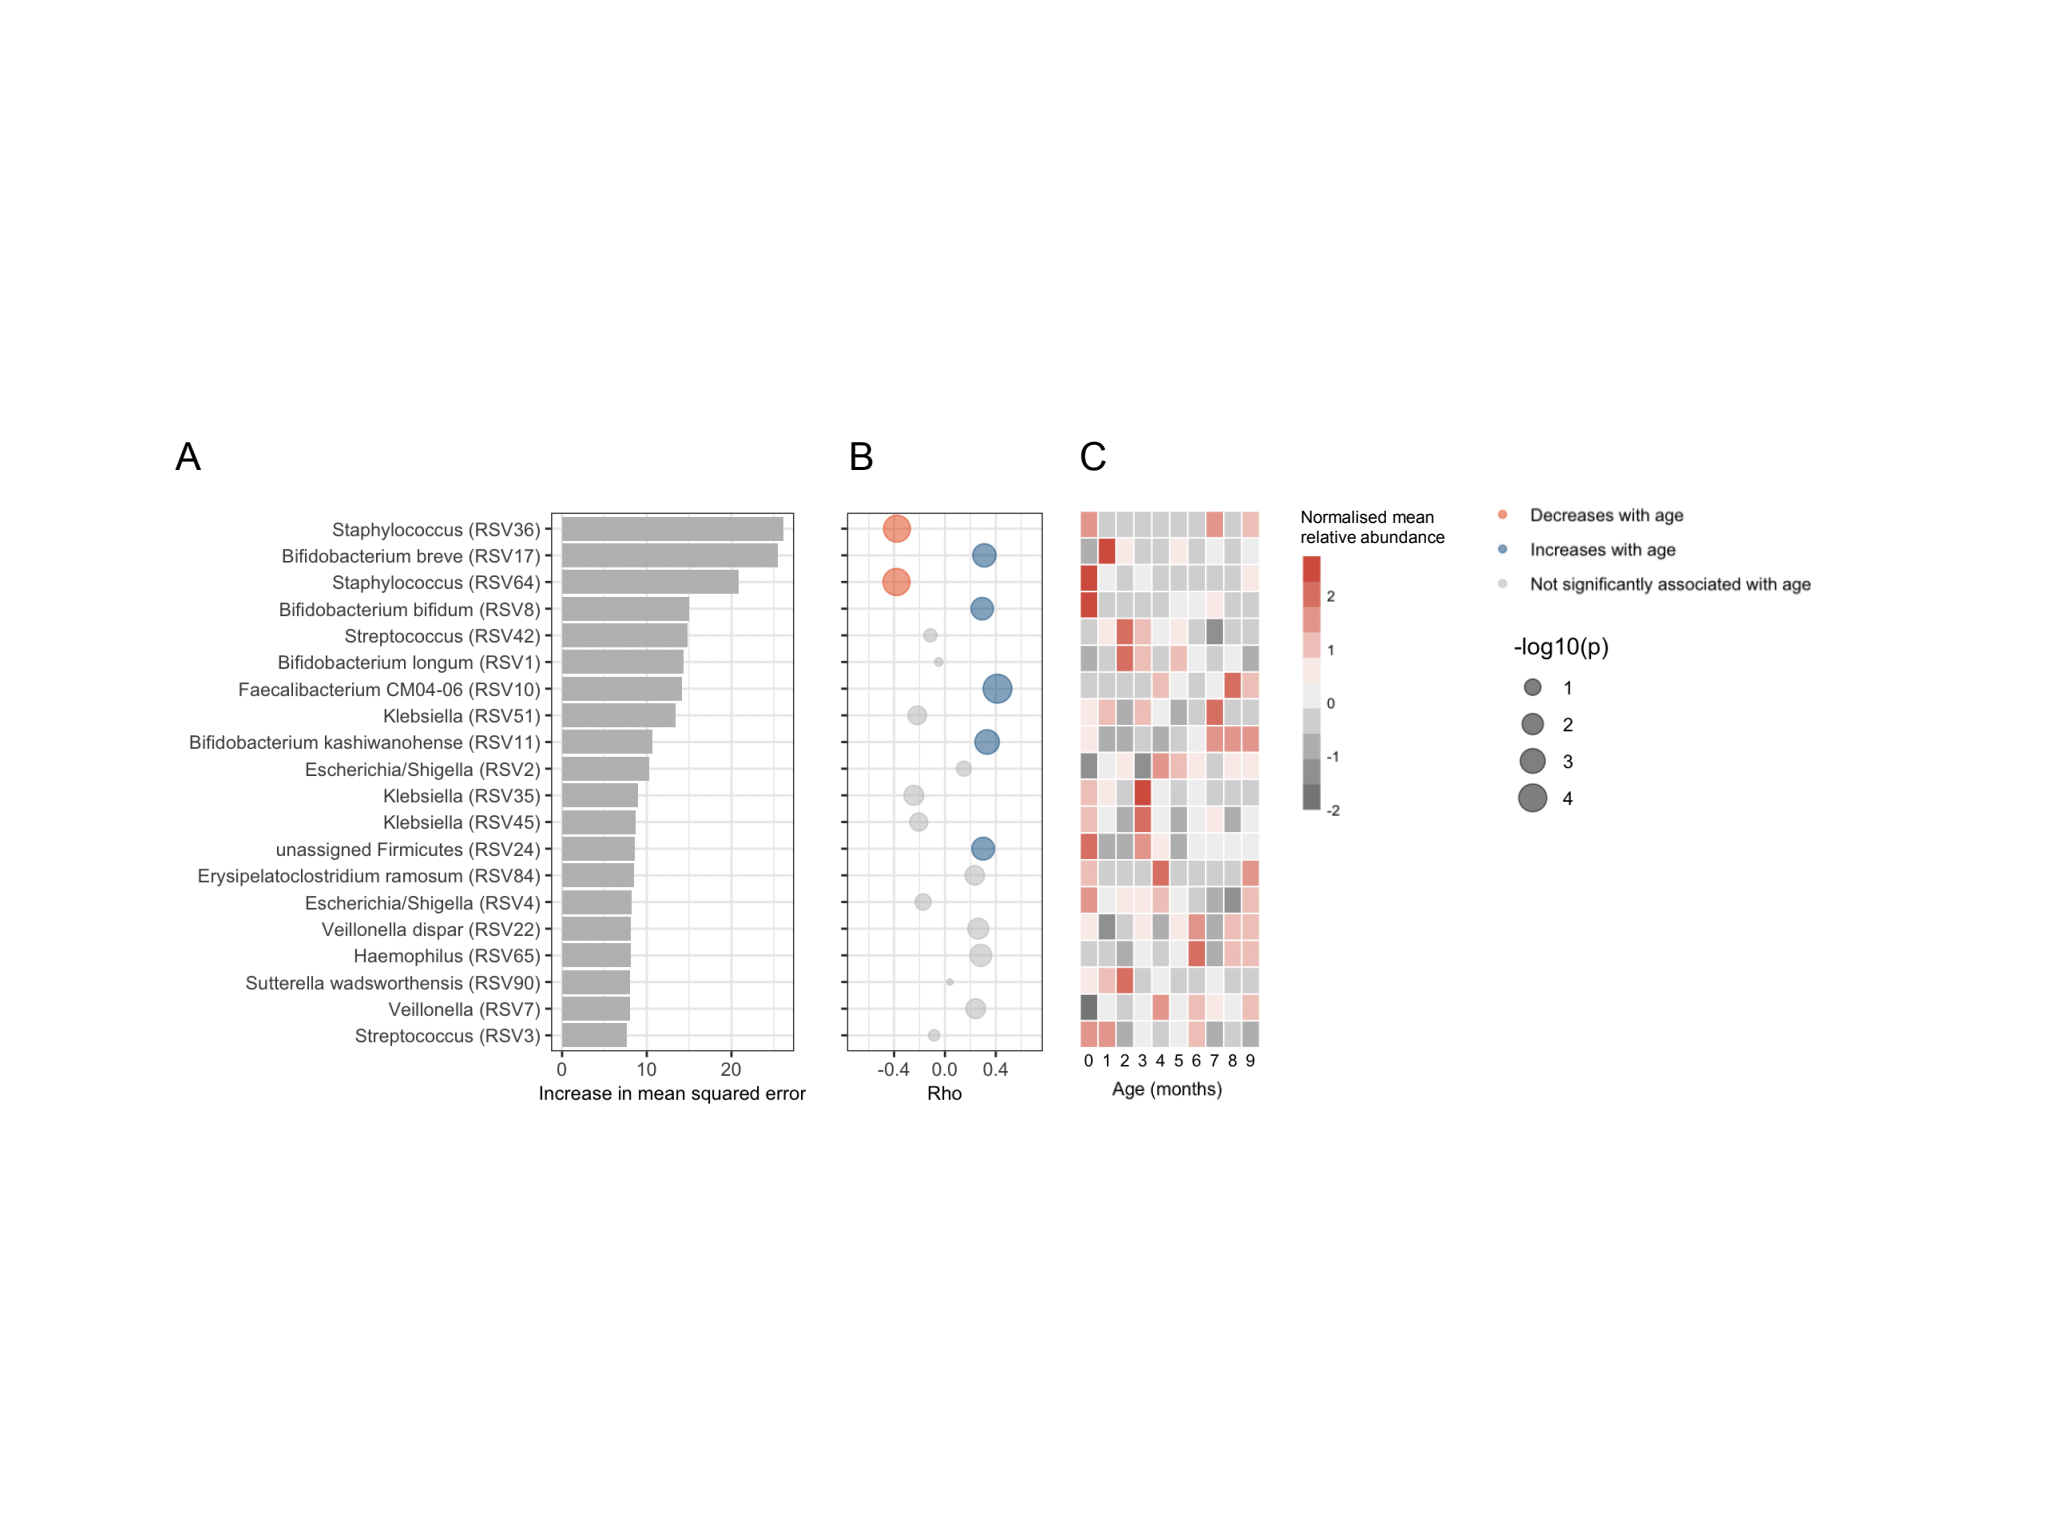 A
B
C
Staphylococcus (RSV36)
Bifidobacterium breve (RSV17)
Staphylococcus (RSV64)
Bifidobacterium bifidum (RSV8)
Streptococcus (RSV42)
Bifidobacterium longum (RSV1)
Faecalibacterium CM04-06 (RSV10)
Klebsiella (RSV51)
Bifidobacterium kashiwanohense (RSV11)
Escherichia/Shigella (RSV2)
Klebsiella (RSV35)
Klebsiella (RSV45)
unassigned Firmicutes (RSV24)
Erysipelatoclostridium ramosum (RSV84)
Escherichia/Shigella (RSV4)
Veillonella dispar (RSV22)
Haemophilus (RSV65)
Sutterella wadsworthensis (RSV90)
Veillonella (RSV7)
Streptococcus (RSV3)
0 10 20
Increase in mean squared error
-0.4 0.0 0.4
Rho
0 1 2 3 4 5 6 7 8 9
Age (months)
Normalised mean
relative abundance
2
1
0
-1
-2
Decreases with age
Increases with age
Not significantly associated with age
-log10(p)
1
2
3
4